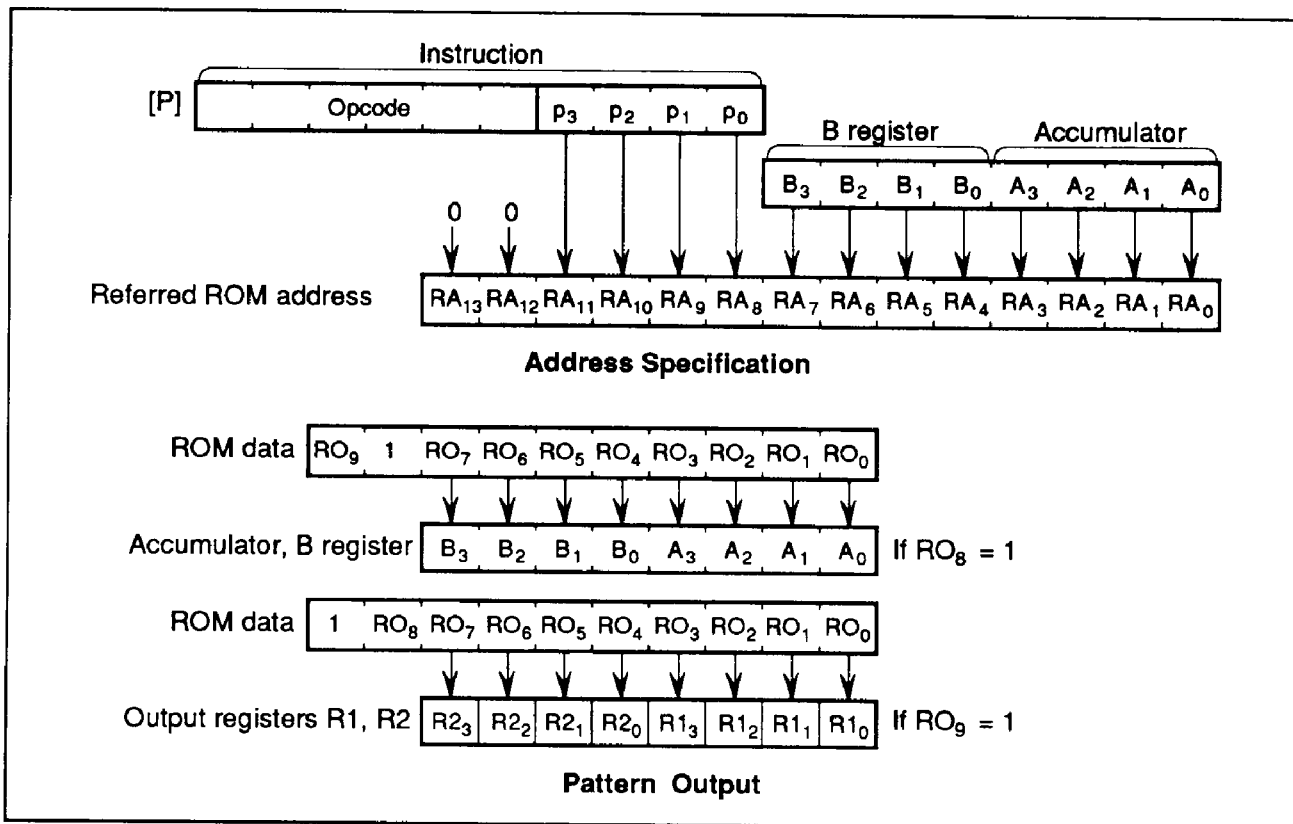 Instruction
[P] Opcode p₃ p₂ p₁ p₀
B register Accumulator
B₃ B₂ B₁ B₀ A₃ A₂ A₁ A₀
0 0
Referred ROM address RA₁₃ RA₁₂ RA₁₁ RA₁₀ RA₉ RA₈ RA₇ RA₆ RA₅ RA₄ RA₃ RA₂ RA₁ RA₀
Address Specification
ROM data RO₉ 1 RO₇ RO₆ RO₅ RO₄ RO₃ RO₂ RO₁ RO₀
Accumulator, B register B₃ B₂ B₁ B₀ A₃ A₂ A₁ A₀ If RO₈ = 1
ROM data 1 RO₈ RO₇ RO₆ RO₅ RO₄ RO₃ RO₂ RO₁ RO₀
Output registers R1, R2 R2₃ R2₂ R2₁ R2₀ R1₃ R1₂ R1₁ R1₀ If RO₉ = 1
Pattern Output